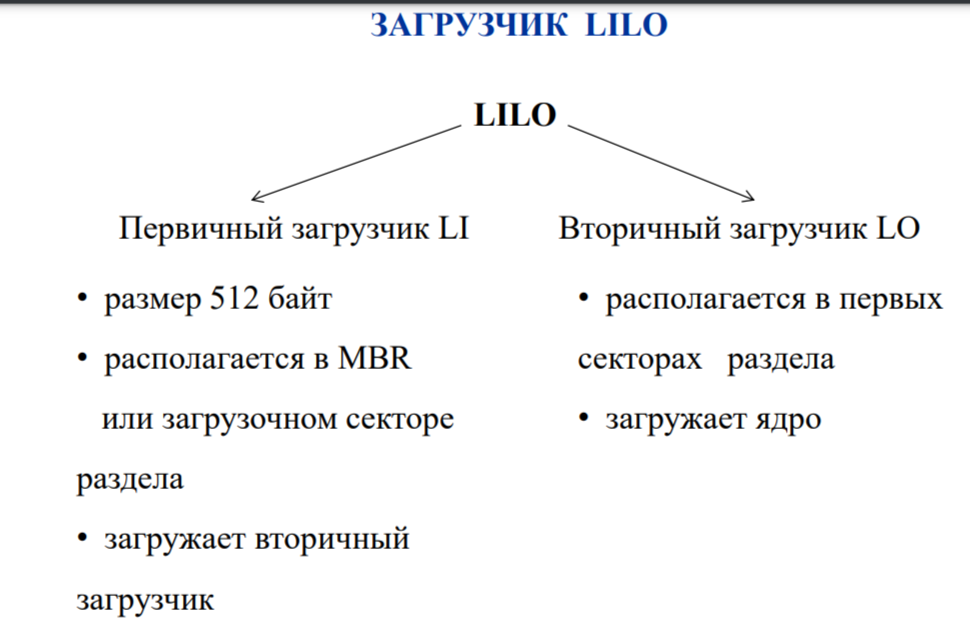 ЗАГРУЗЧИК LILO
LILO
Первичный загрузчик LI
• размер 512 байт
• располагается в MBR
или загрузочном секторе
раздела
• загружает вторичный
загрузчик
Вторичный загрузчик LO
• располагается в первых
секторах раздела
• загружает ядро